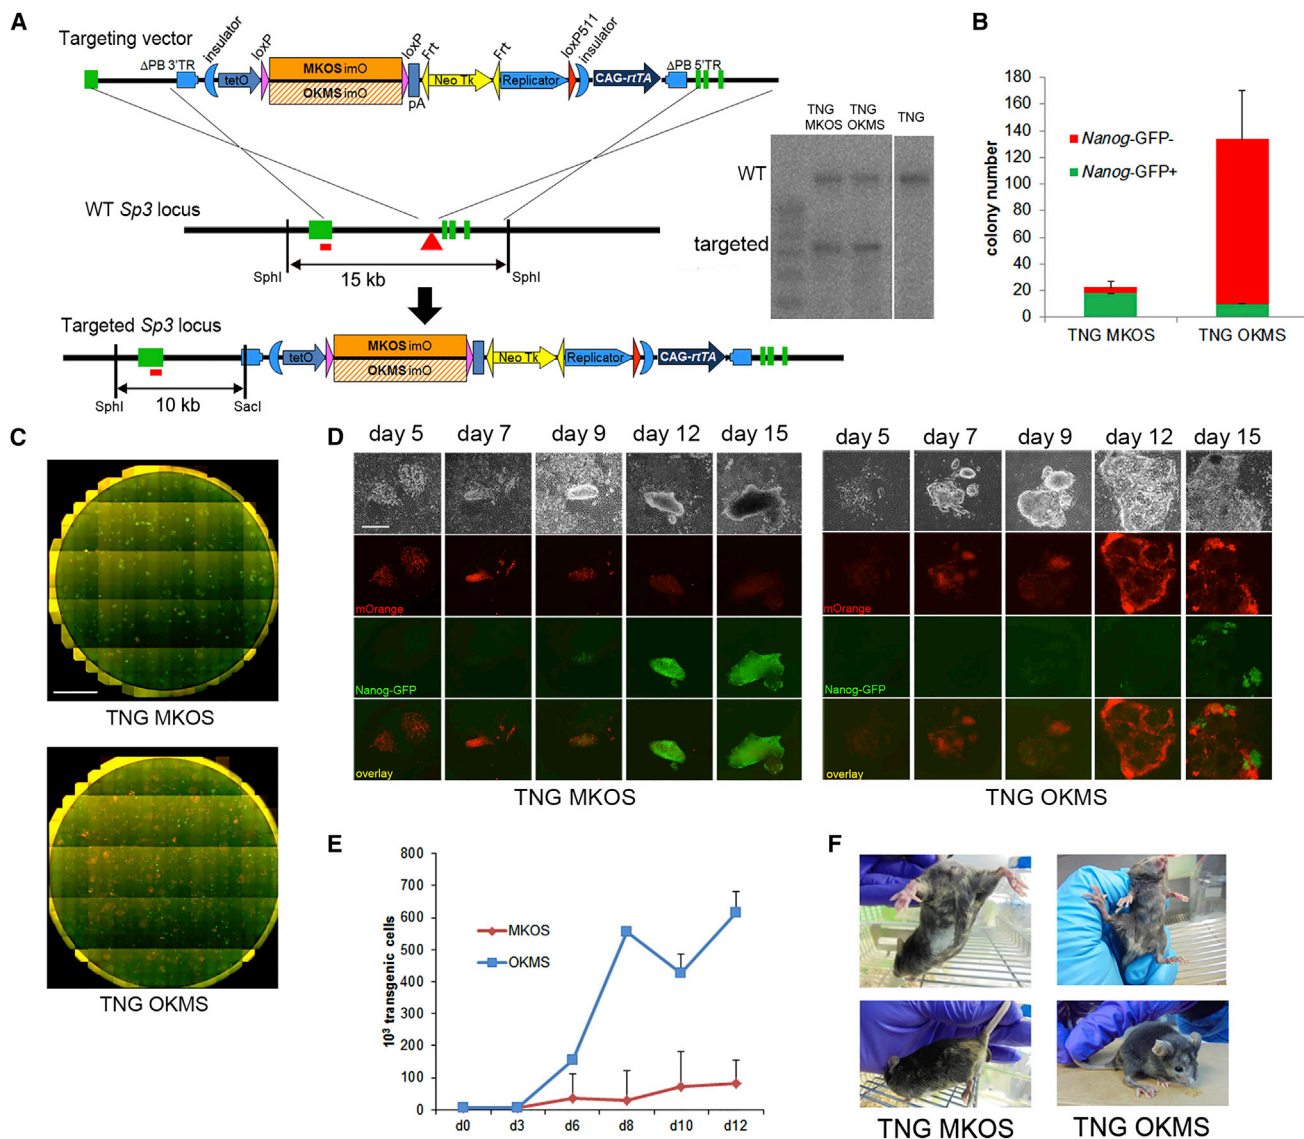 A
Targeting vector
insulator
loxP
loxP
Frt
Frt
loxP511
insulator
ΔPB 3'TR
ΔPB 5'TR
tetO
MKOS imO
OKMS imO
pA
Neo Tk
Replicator
CAG-rtTA
WT Sp3 locus
SphI
15 kb
SphI
Targeted Sp3 locus
tetO
MKOS imO
OKMS imO
Neo Tk
Replicator
CAG-rtTA
SphI
10 kb
SacI
TNG MKOS
TNG OKMS
TNG
WT
targeted
B
colony number
180
160
140
120
100
80
60
40
20
0
Nanog-GFP-
Nanog-GFP+
TNG MKOS
TNG OKMS
C
TNG MKOS
TNG OKMS
D
day 5
day 7
day 9
day 12
day 15
mOrange
Nanog-GFP
overlay
TNG MKOS
day 5
day 7
day 9
day 12
day 15
mOrange
Nanog-GFP
overlay
TNG OKMS
E
10³ transgenic cells
800
700
600
500
400
300
200
100
0
MKOS
OKMS
d0
d3
d6
d8
d10
d12
F
TNG MKOS
TNG OKMS